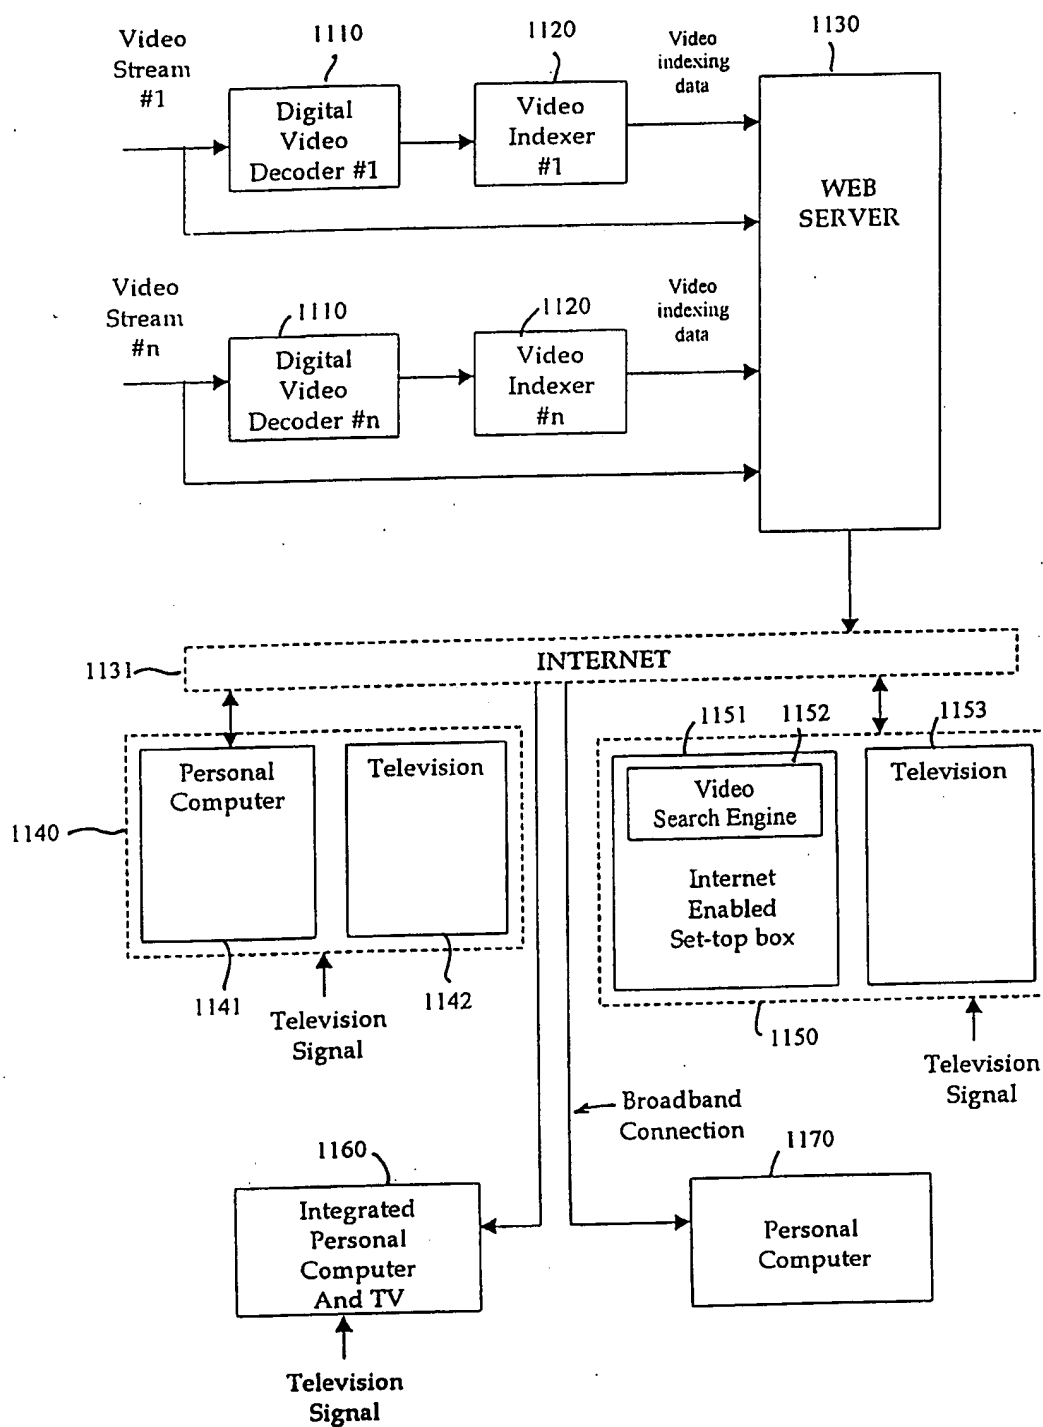 Video
Stream
#1
1110
1120
Video
indexing
data
1130
Digital
Video
Decoder #1
Video
Indexer
#1
WEB
SERVER
Video
Stream
#n
1110
1120
Video
indexing
data
Digital
Video
Decoder #n
Video
Indexer
#n
1131
INTERNET
1140
Personal
Computer
Television
1151
1152
1153
Video
Search Engine
Internet
Enabled
Set-top box
Television
1141
Television
Signal
1142
1150
Television
Signal
Broadband
Connection
1160
Integrated
Personal
Computer
And TV
1170
Personal
Computer
Television
Signal